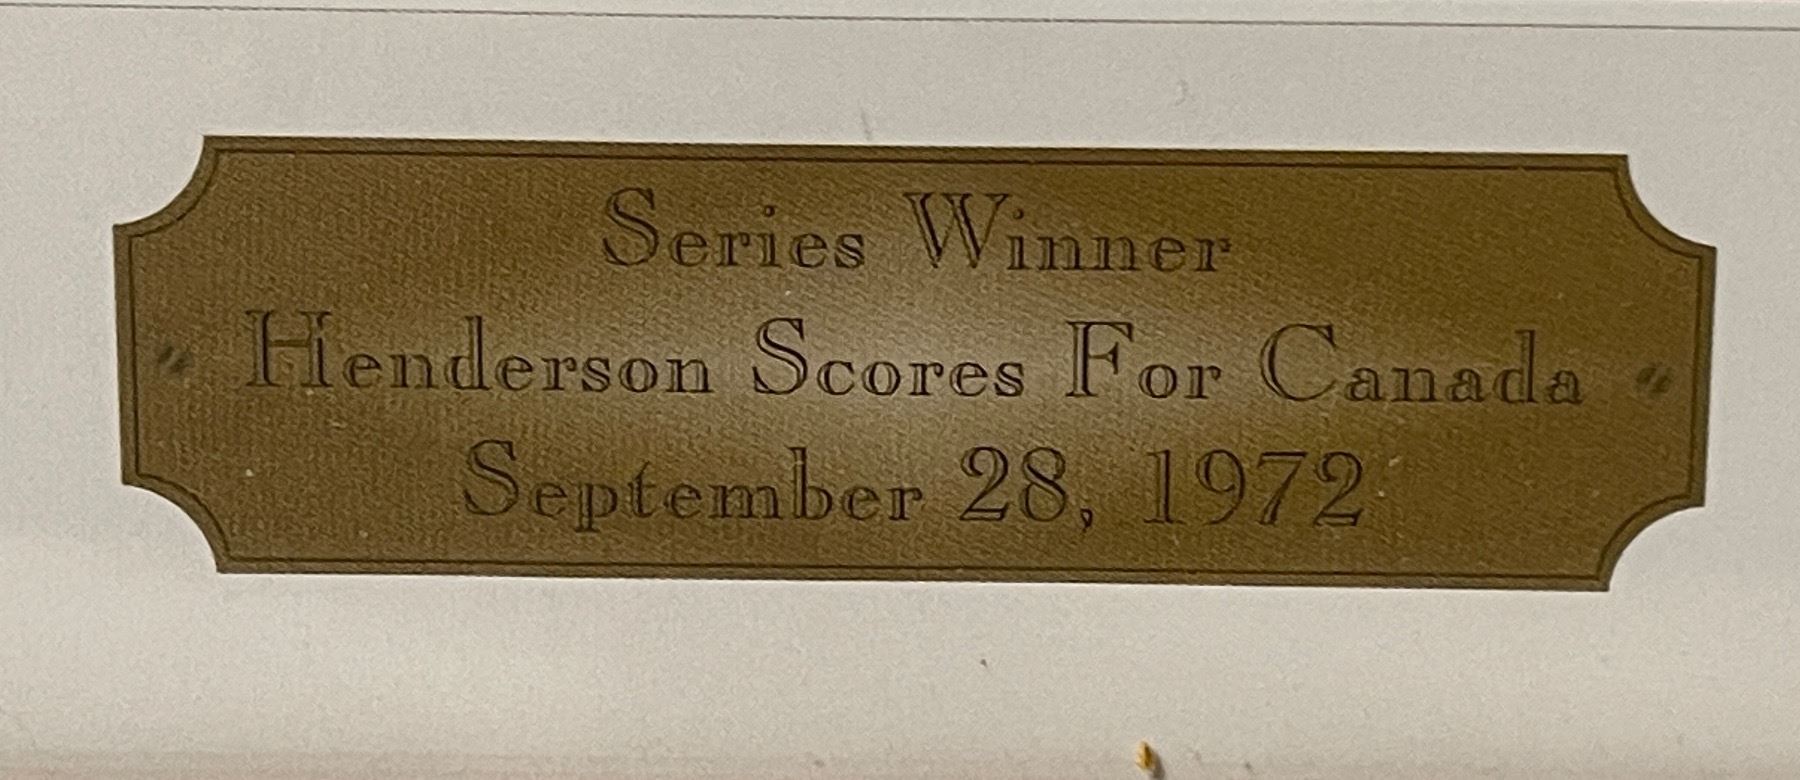 Series Winner
Henderson Scores For Canada
September 28, 1972